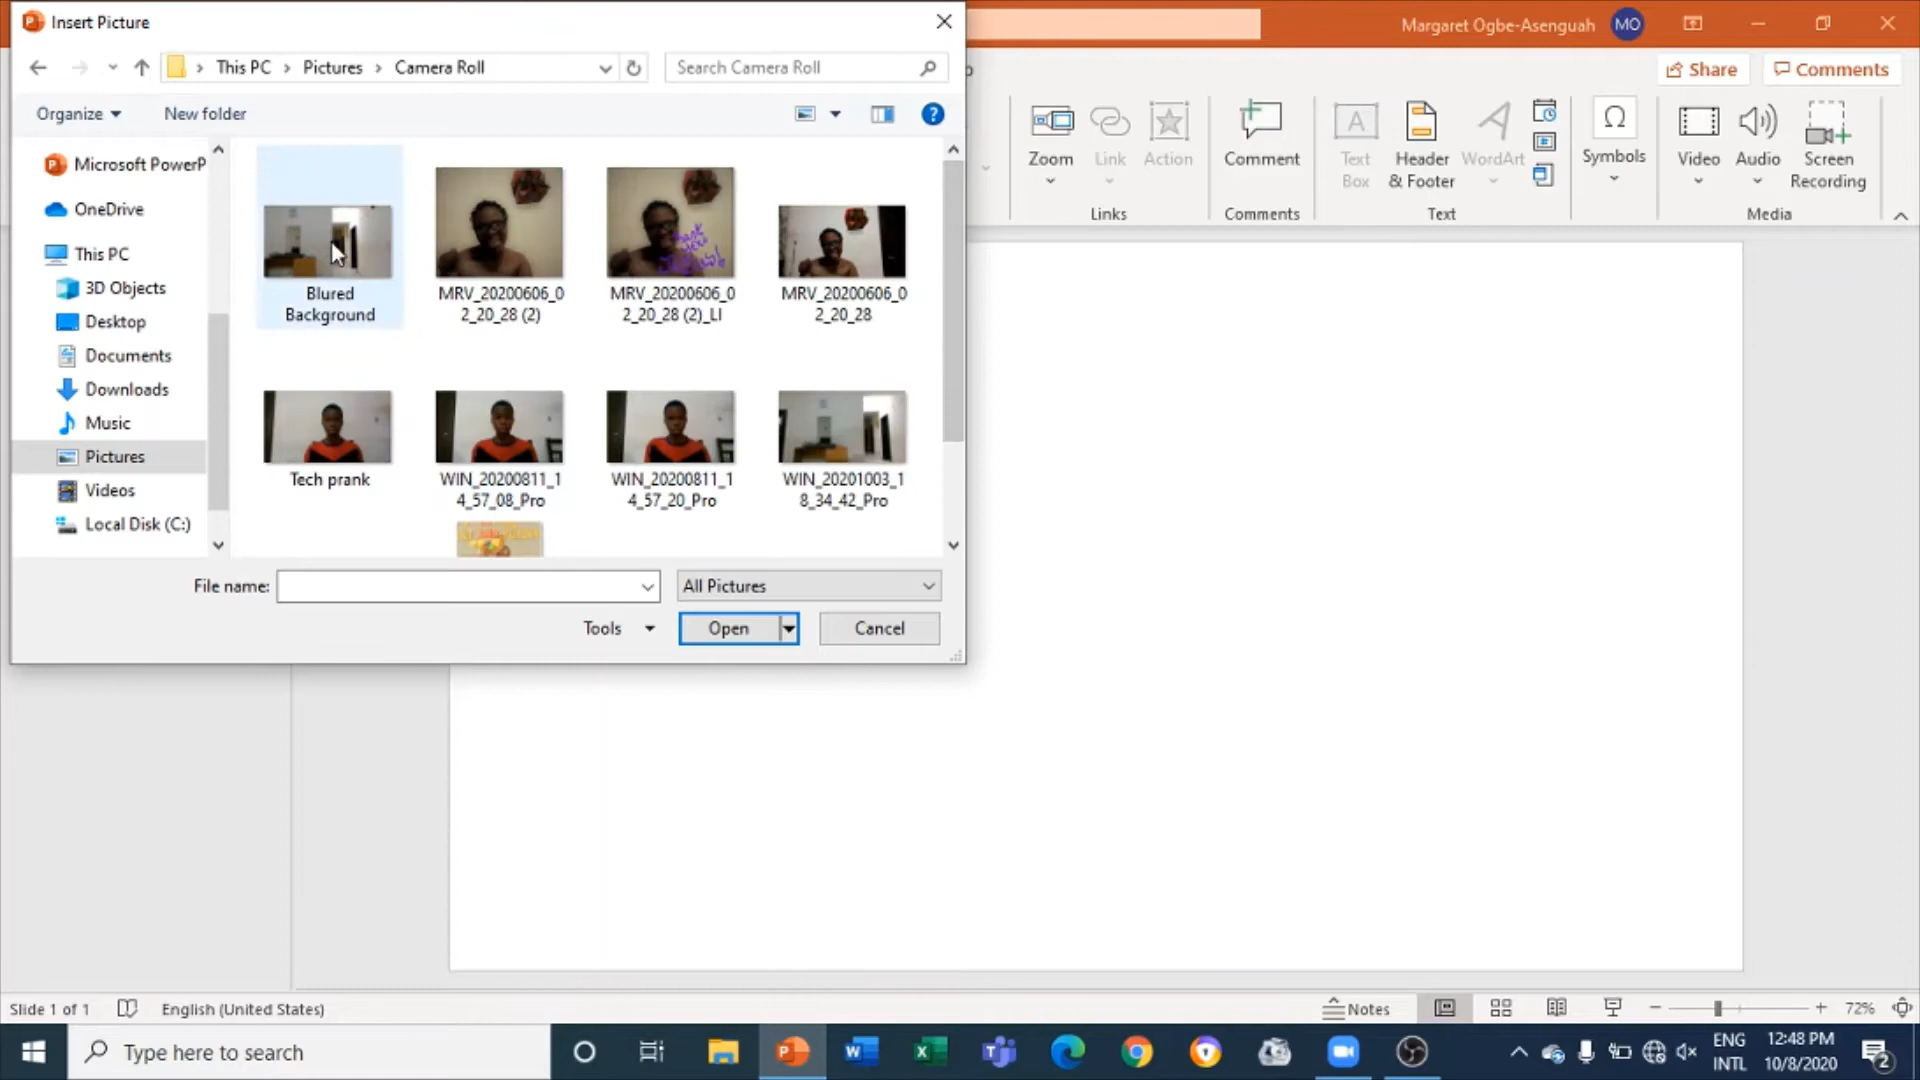 Insert Picture
Margaret Ogbe-Asenguah MO
This PC > Pictures > Camera Roll
Search Camera Roll
Share
Comments
Organize
New folder
Microsoft PowerP
OneDrive
This PC
3D Objects
Desktop
Documents
Downloads
Music
Pictures
Videos
Local Disk (C:)
Blured
Background
MRV_20200606_0
2_20_28 (2)
MRV_20200606_0
2_20_28 (2)_LI
MRV_20200606_0
2_20_28
Tech prank
WIN_20200811_1
4_57_08_Pro
WIN_20200811_1
4_57_20_Pro
WIN_20201003_1
8_34_42_Pro
File name:
All Pictures
Tools
Open
Cancel
Zoom
Link
Action
Links
Comment
Comments
Text
Box
Header
& Footer
WordArt
Text
Symbols
Video
Audio
Screen
Recording
Media
Slide 1 of 1
English (United States)
Notes
72%
Type here to search
ENG
INTL
12:48 PM
10/8/2020
2